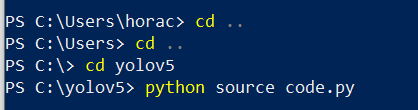 PS C:\Users\horac> cd ..
PS C:\Users> cd ..
PS C:\> cd yolov5
PS C:\yolov5> python source code.py